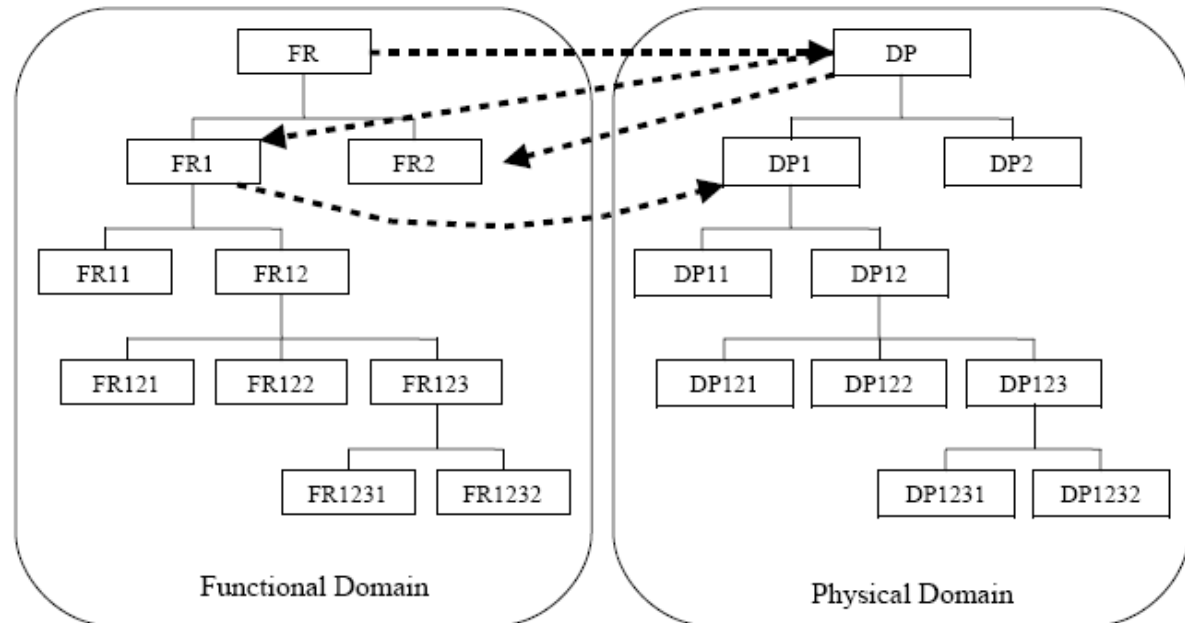 FR
DP
FR1
FR2
DP1
DP2
FR11
FR12
DP11
DP12
FR121
FR122
FR123
DP121
DP122
DP123
FR1231
FR1232
DP1231
DP1232
Functional Domain
Physical Domain